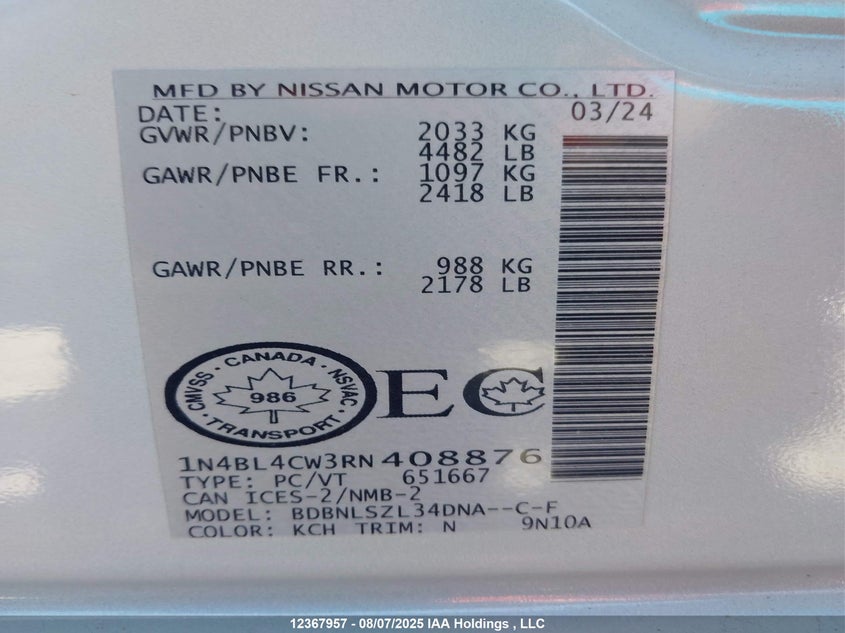 MFD BY NISSAN MOTOR CO., LTD.
DATE: 03/24
GVWR/PNBV: 2033 KG
4482 LB
GAWR/PNBE FR.: 1097 KG
2418 LB
GAWR/PNBE RR.: 988 KG
2178 LB
CMVSS · CANADA · NSVAC
986
TRANSPORT
EC
1N4BL4CW3RN408876
TYPE: PC/VT 651667
CAN ICES-2/NMB-2
MODEL: BDBNLSZL34DNA--C-F
COLOR: KCH TRIM: N 9N10A
12367957 - 08/07/2025 IAA Holdings , LLC